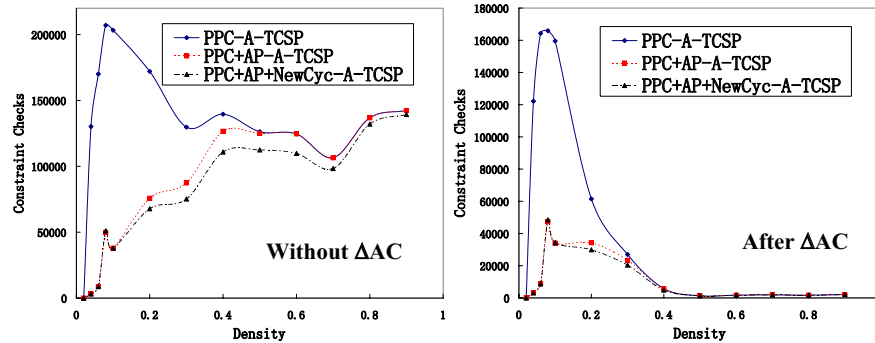 200000
150000
100000
50000
0
Constraint Checks
PPC-A-TCSP
PPC+AP-A-TCSP
PPC+AP+NewCyc-A-TCSP
Without ΔAC
0 0.2 0.4 0.6 0.8 1
Density
180000
160000
140000
120000
100000
80000
60000
40000
20000
0
Constraint Checks
PPC-A-TCSP
PPC+AP-A-TCSP
PPC+AP+NewCyc-A-TCSP
After ΔAC
0 0.2 0.4 0.6 0.8
Density